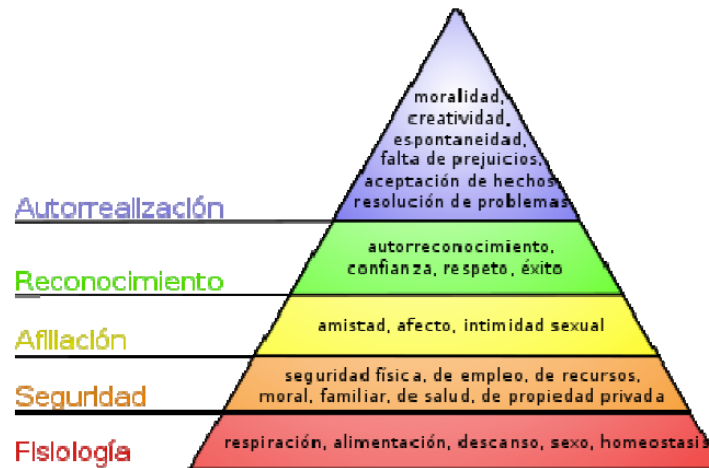 moralidad,
creatividad,
espontaneidad,
falta de prejuicios,
aceptación de hechos,
resolución de problemas
Autorrealización
autorreconocimiento,
confianza, respeto, éxito
Reconocimiento
amistad, afecto, intimidad sexual
Afiliación
seguridad física, de empleo, de recursos,
moral, familiar, de salud, de propiedad privada
Seguridad
respiración, alimentación, descanso, sexo, homeostasis
Fisiología